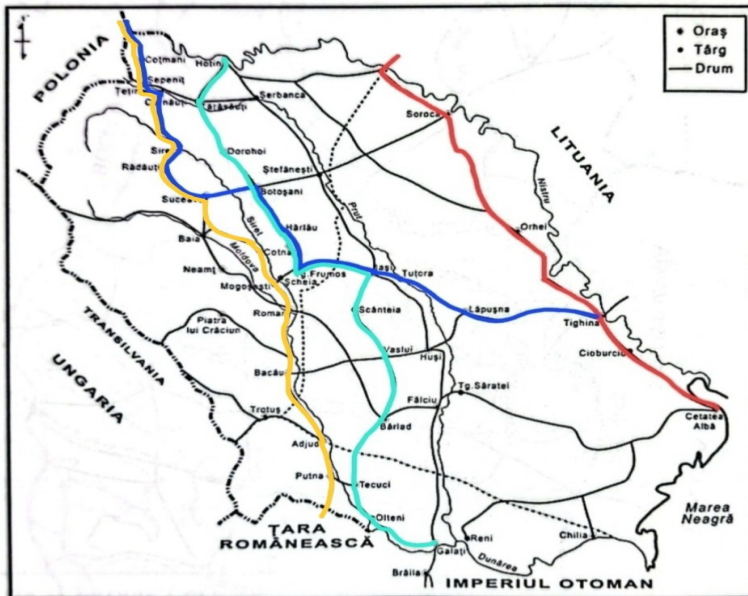 Oraș
Târg
Drum
POLONIA
Coțmani
Hotin
Sepeniț
Țețin
Cernăuți
Cărăsăuți
Șerbanca
Soroca
LITUANIA
Dorohoi
Siret
Rădăuți
Ștefănești
Nistru
Botoșani
Suceava
Prut
Orhei
Siret
Hârlău
Baia
Moldova
Cotnari
Iași
Neamț
Tg.Frumos
Țuțora
Mogoșești
Scheia
TRANSILVANIA
Roman
Scânteia
Lăpușna
Tighina
Piatra
lui Crăciun
Vaslui
Huși
Cioburciu
UNGARIA
Bacău
Tg.Săratei
Fălciu
Trotuș
Bârlad
Cetatea
Albă
Adjud
Putna
Tecuci
Marea
Neagră
Olteni
ȚARA
ROMÂNEASCĂ
Reni
Chilia
Galați
Dunărea
Brăila
IMPERIUL OTOMAN